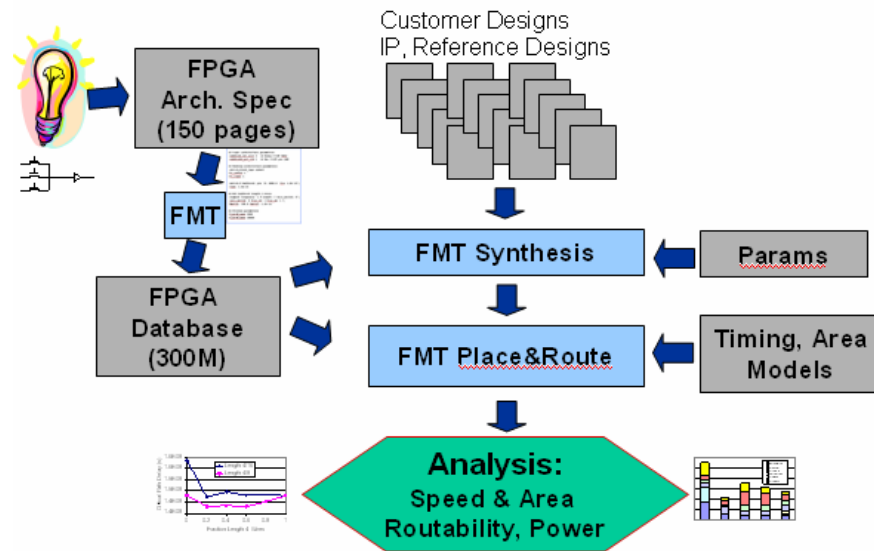 Customer Designs
IP, Reference Designs
FPGA
Arch. Spec
(150 pages)
FMT
FMT Synthesis
Params
FPGA
Database
(300M)
FMT Place&Route
Timing, Area
Models
Analysis:
Speed & Area
Routability, Power